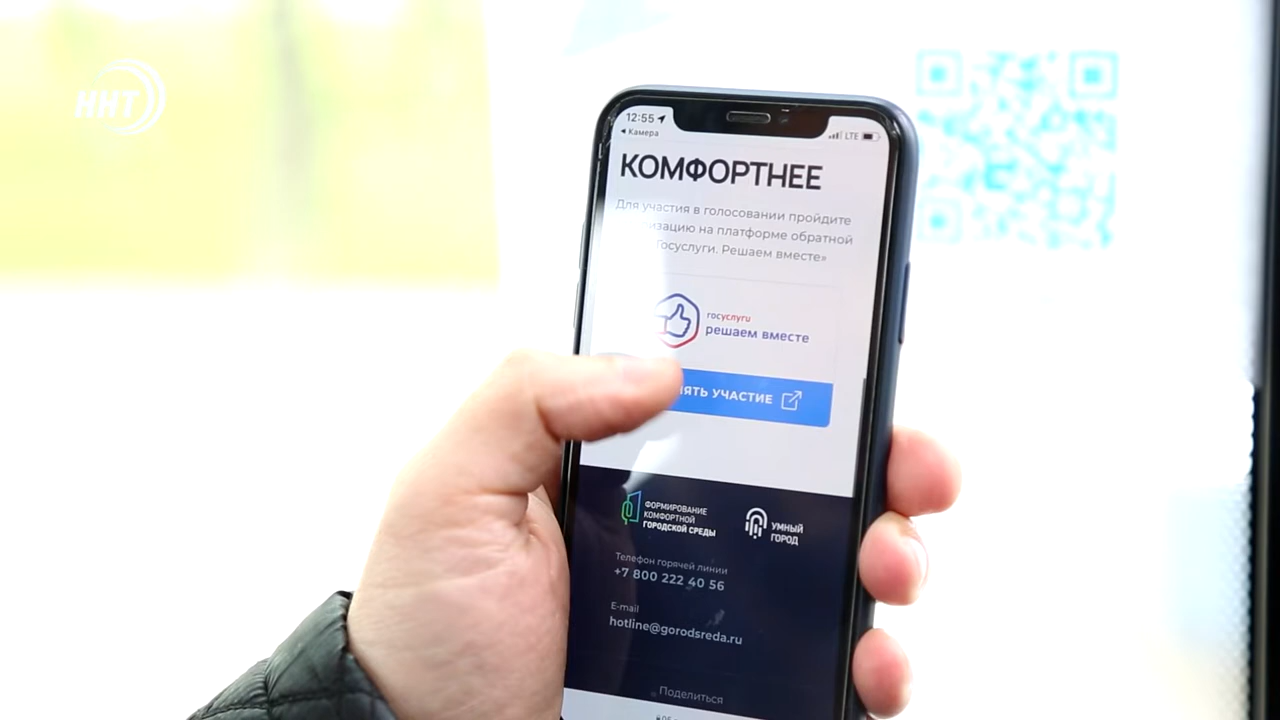 ННТ
12:55
Камера
LTE
КОМФОРТНЕЕ
Для участия в голосовании пройдите
на платформе обратной
Госуслуги. Решаем вместе»
госуслуги
решаем вместе
УЧАСТИЕ
ФОРМИРОВАНИЕ
КОМФОРТНОЙ
ГОРОДСКОЙ СРЕДЫ
УМНЫЙ
ГОРОД
Телефон горячей линии
+7 800 222 40 56
E-mail
hotline@gorodsreda.ru
Поделиться